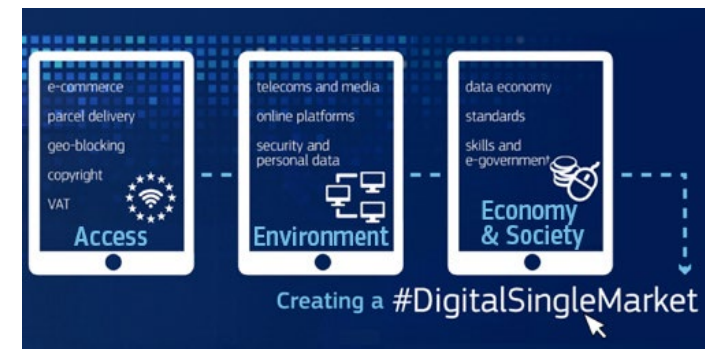 e-commerce
parcel delivery
geo-blocking
copyright
VAT
Access
telecoms and media
online platforms
security and
personal data
Environment
data economy
standards
skills and
e-government
Economy
& Society
Creating a #DigitalSingleMarket